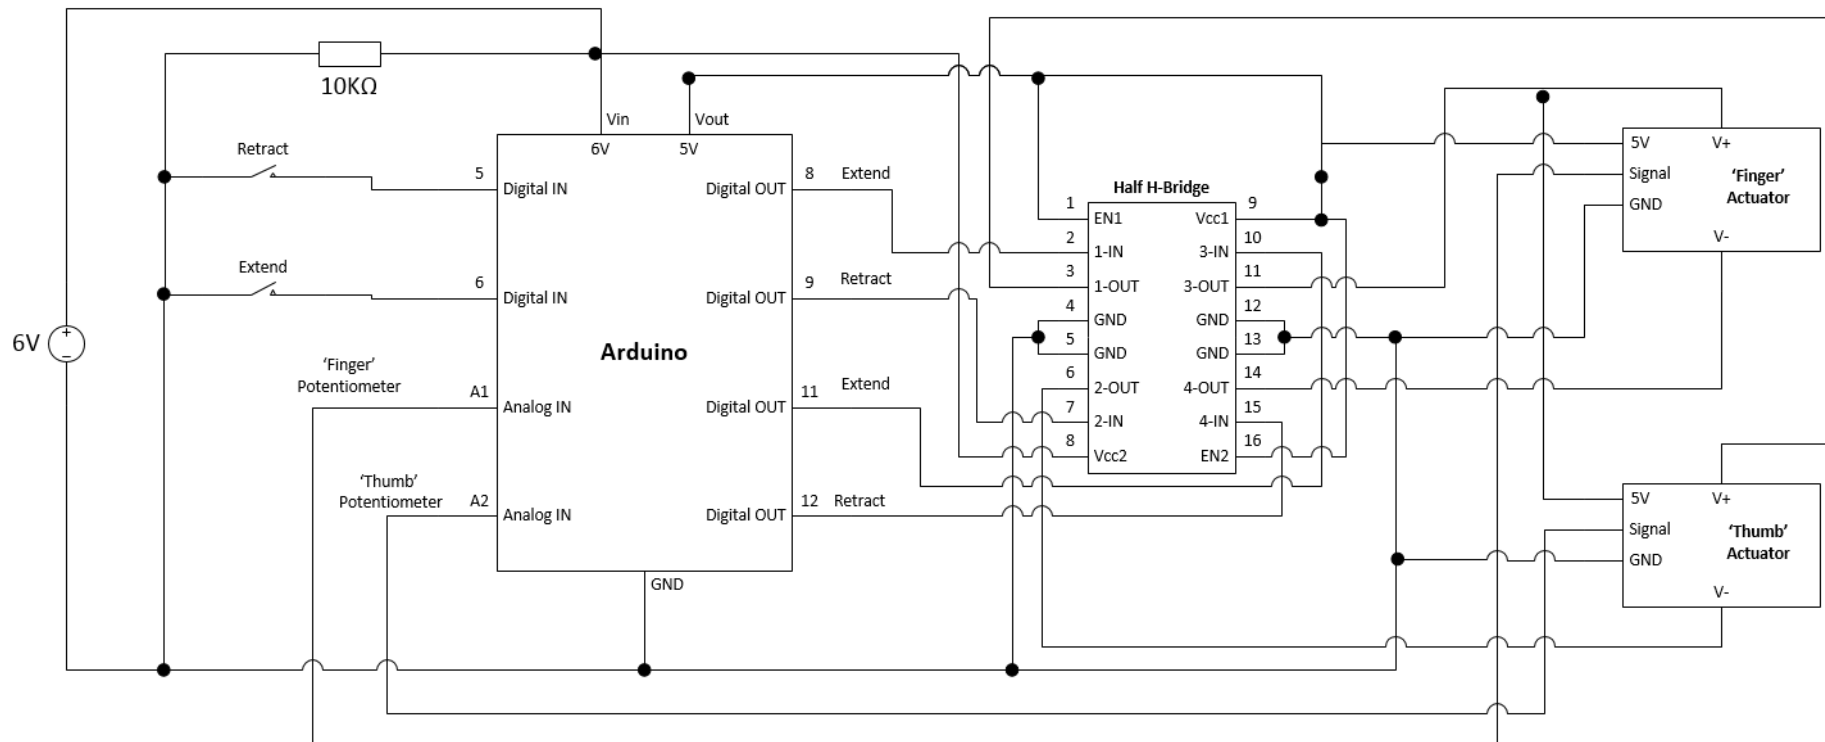 10KΩ
Vin
Vout
6V
5V
Retract
5
Digital IN
Digital OUT
8
Extend
Extend
6
Digital IN
Digital OUT
9
Retract
6V
+
−
Arduino
'Finger'
Potentiometer
A1
Analog IN
Digital OUT
11
Extend
'Thumb'
Potentiometer
A2
Analog IN
Digital OUT
12
Retract
GND
Half H-Bridge
1
EN1
Vcc1
9
2
1-IN
3-IN
10
3
1-OUT
3-OUT
11
4
GND
GND
12
5
GND
GND
13
6
2-OUT
4-OUT
14
7
2-IN
4-IN
15
8
Vcc2
EN2
16
5V
V+
Signal
'Finger'
Actuator
GND
V-
5V
V+
Signal
'Thumb'
Actuator
GND
V-